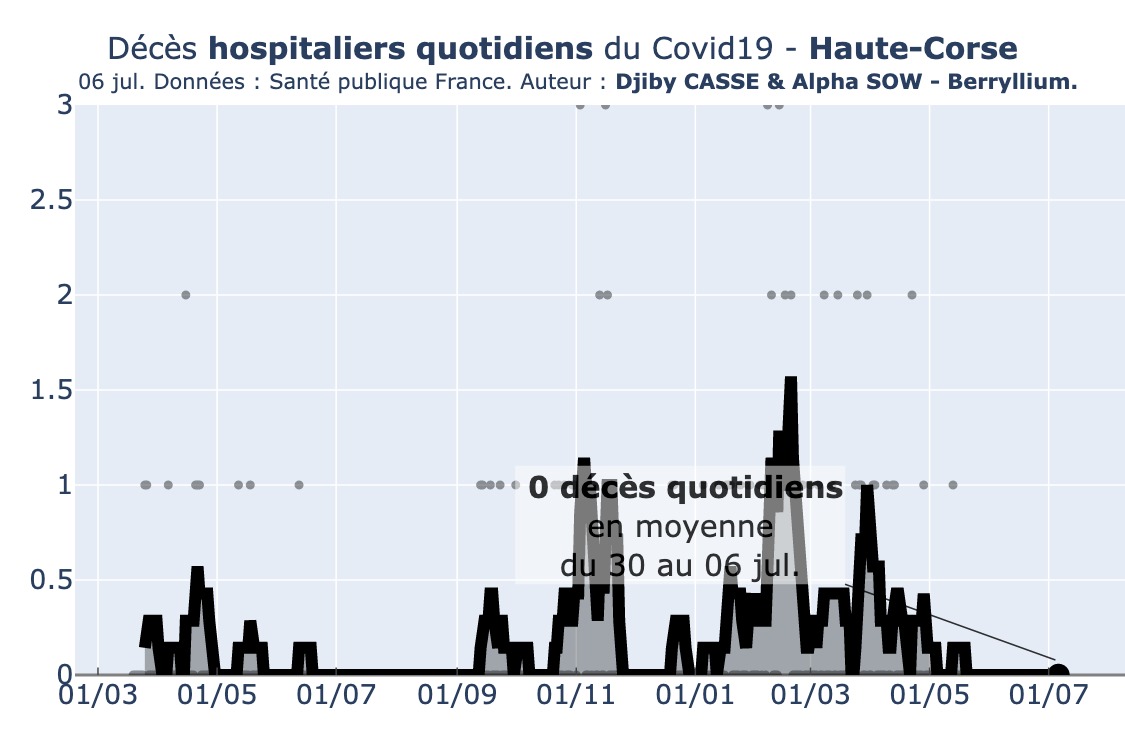 Décès hospitaliers quotidiens du Covid19 - Haute-Corse
06 jul. Données : Santé publique France. Auteur : Djiby CASSE & Alpha SOW - Berryllium.
3
2.5
2
1.5
1
0.5
0
0 décès quotidiens
en moyenne
du 30 au 06 jul.
01/03 01/05 01/07 01/09 01/11 01/01 01/03 01/05 01/07